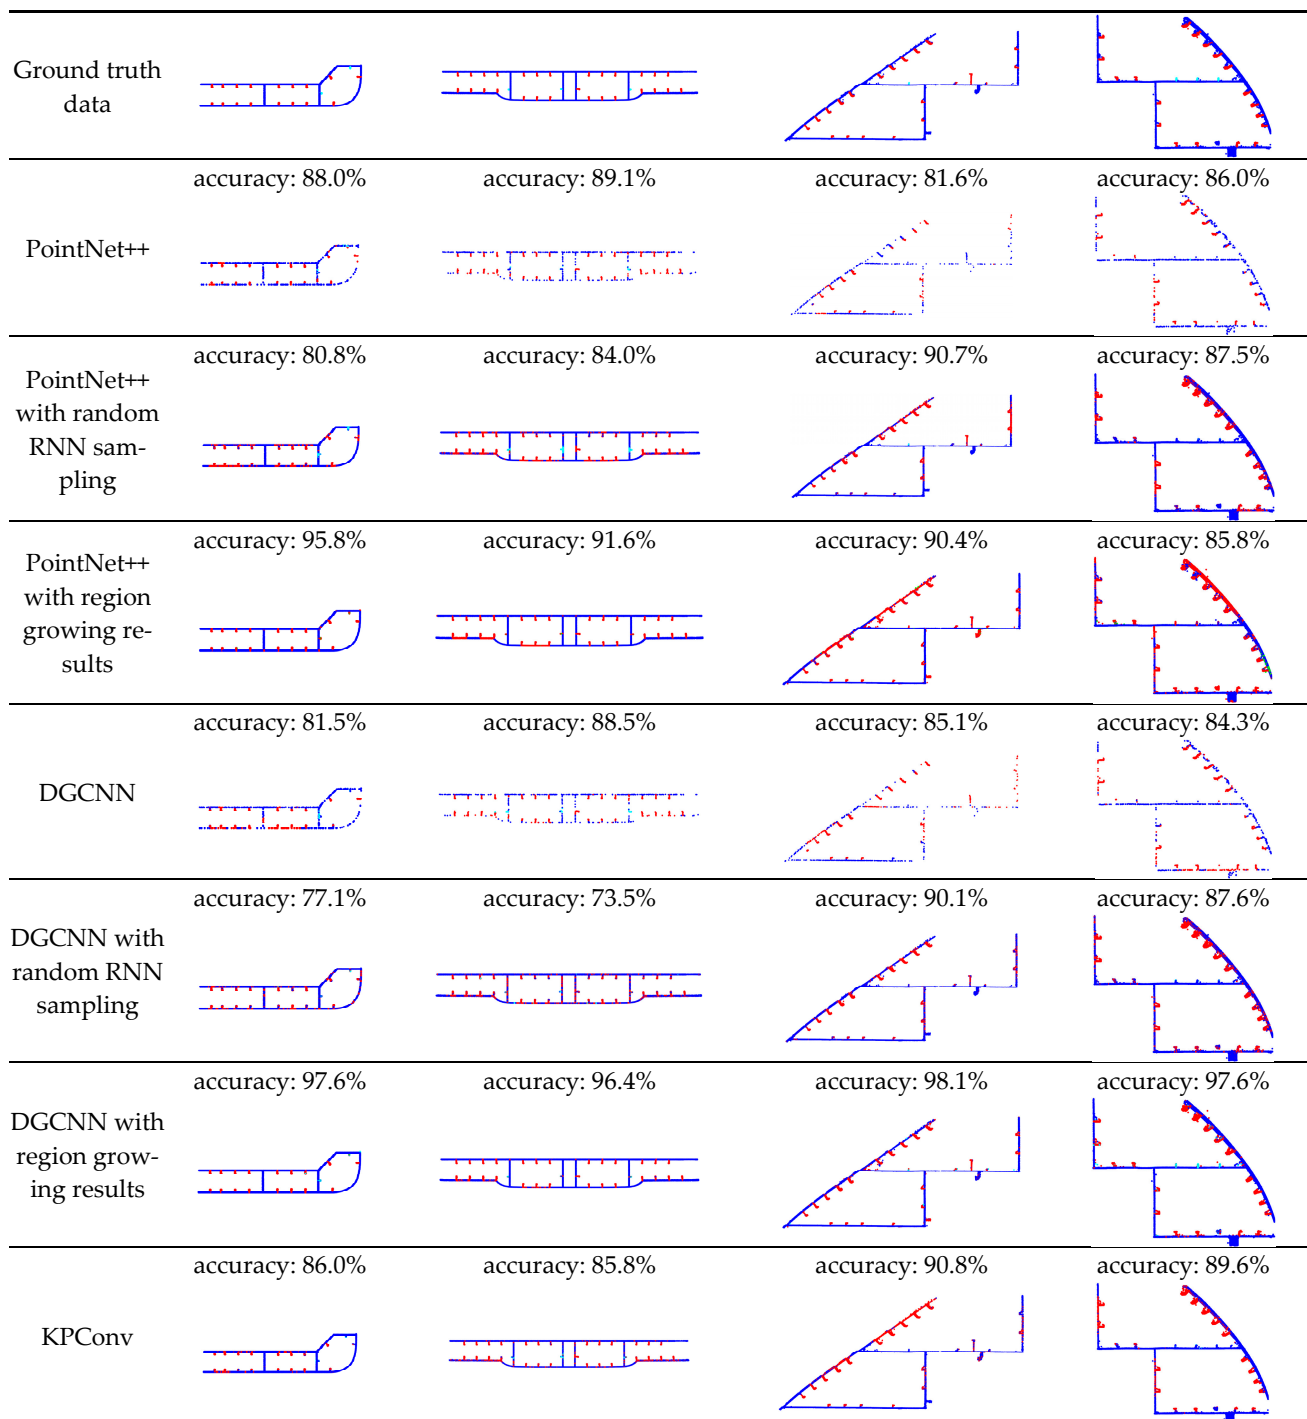 Ground truth
data
accuracy: 88.0% accuracy: 89.1% accuracy: 81.6% accuracy: 86.0%
PointNet++
accuracy: 80.8% accuracy: 84.0% accuracy: 90.7% accuracy: 87.5%
PointNet++
with random
RNN sam-
pling
accuracy: 95.8% accuracy: 91.6% accuracy: 90.4% accuracy: 85.8%
PointNet++
with region
growing re-
sults
accuracy: 81.5% accuracy: 88.5% accuracy: 85.1% accuracy: 84.3%
DGCNN
accuracy: 77.1% accuracy: 73.5% accuracy: 90.1% accuracy: 87.6%
DGCNN with
random RNN
sampling
accuracy: 97.6% accuracy: 96.4% accuracy: 98.1% accuracy: 97.6%
DGCNN with
region grow-
ing results
accuracy: 86.0% accuracy: 85.8% accuracy: 90.8% accuracy: 89.6%
KPConv